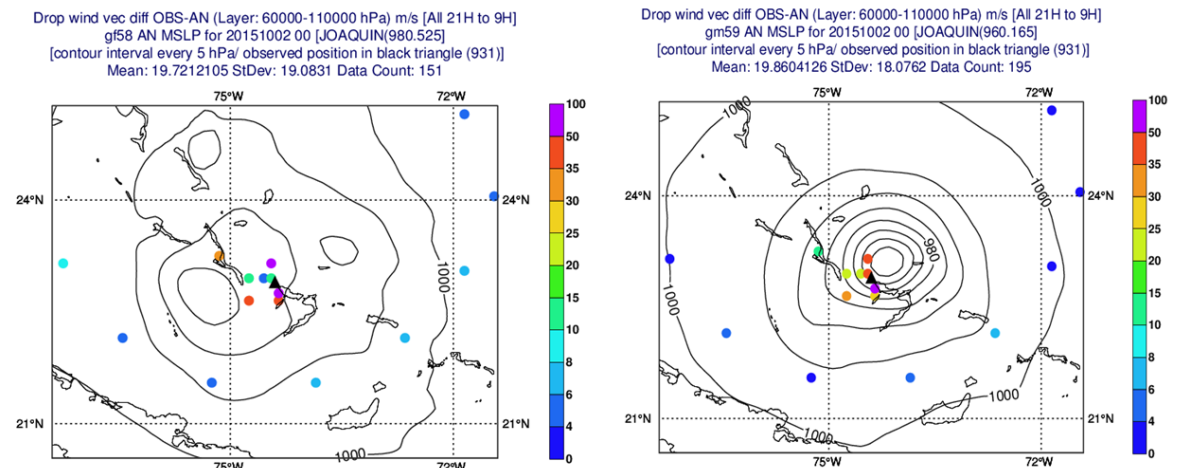 Drop wind vec diff OBS-AN (Layer: 60000-110000 hPa) m/s [All 21H to 9H]
gf58 AN MSLP for 20151002 00 [JOAQUIN(980.525]
[contour interval every 5 hPa/ observed position in black triangle (931)]
Mean: 19.7212105 StDev: 19.0831 Data Count: 151
75°W
72°W
24°N
24°N
21°N
21°N
75°W
72°W
1000
1000
100
50
35
30
25
20
15
10
8
6
4
0
Drop wind vec diff OBS-AN (Layer: 60000-110000 hPa) m/s [All 21H to 9H]
gm59 AN MSLP for 20151002 00 [JOAQUIN(960.165]
[contour interval every 5 hPa/ observed position in black triangle (931)]
Mean: 19.8604126 StDev: 18.0762 Data Count: 195
75°W
72°W
24°N
24°N
21°N
21°N
75°W
72°W
1000
1000
980
1000
1000
1000
100
50
35
30
25
20
15
10
8
6
4
0